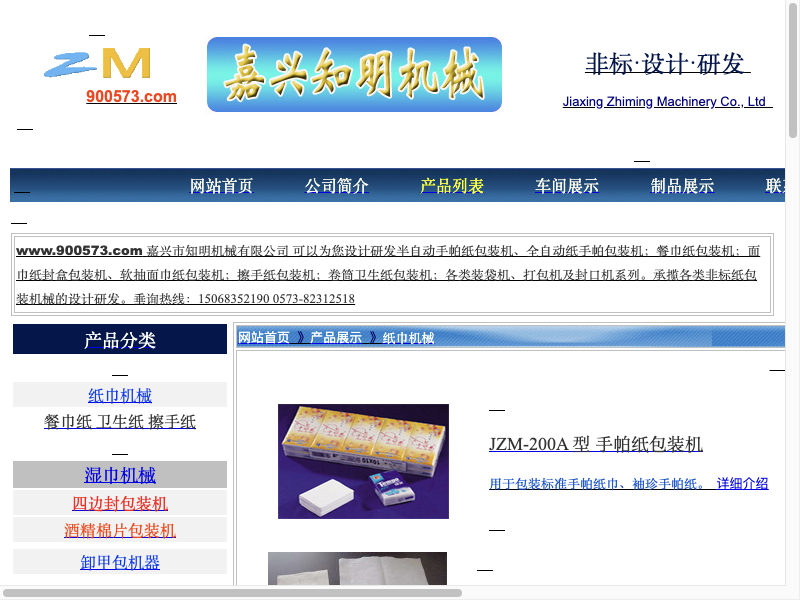 ZM
900573.com
嘉兴知明机械
非标·设计·研发
Jiaxing Zhiming Machinery Co., Ltd
网站首页 公司简介 产品列表 车间展示 制品展示
www.900573.com 嘉兴市知明机械有限公司 可以为您设计研发半自动手帕纸包装机、全自动纸手帕包装机；餐巾纸包装机；面
巾纸封盒包装机、软抽面巾纸包装机；擦手纸包装机；卷筒卫生纸包装机；各类装袋机、打包机及封口机系列。承揽各类非标纸包
装机械的设计研发。垂询热线：15068352190 0573-82312518
产品分类
纸巾机械
餐巾纸 卫生纸 擦手纸
湿巾机械
四边封包装机
酒精棉片包装机
卸甲包机器
网站首页 》 产品展示 》 纸巾机械
JZM-200A 型 手帕纸包装机
用于包装标准手帕纸巾、袖珍手帕纸。 详细介绍
Tempo